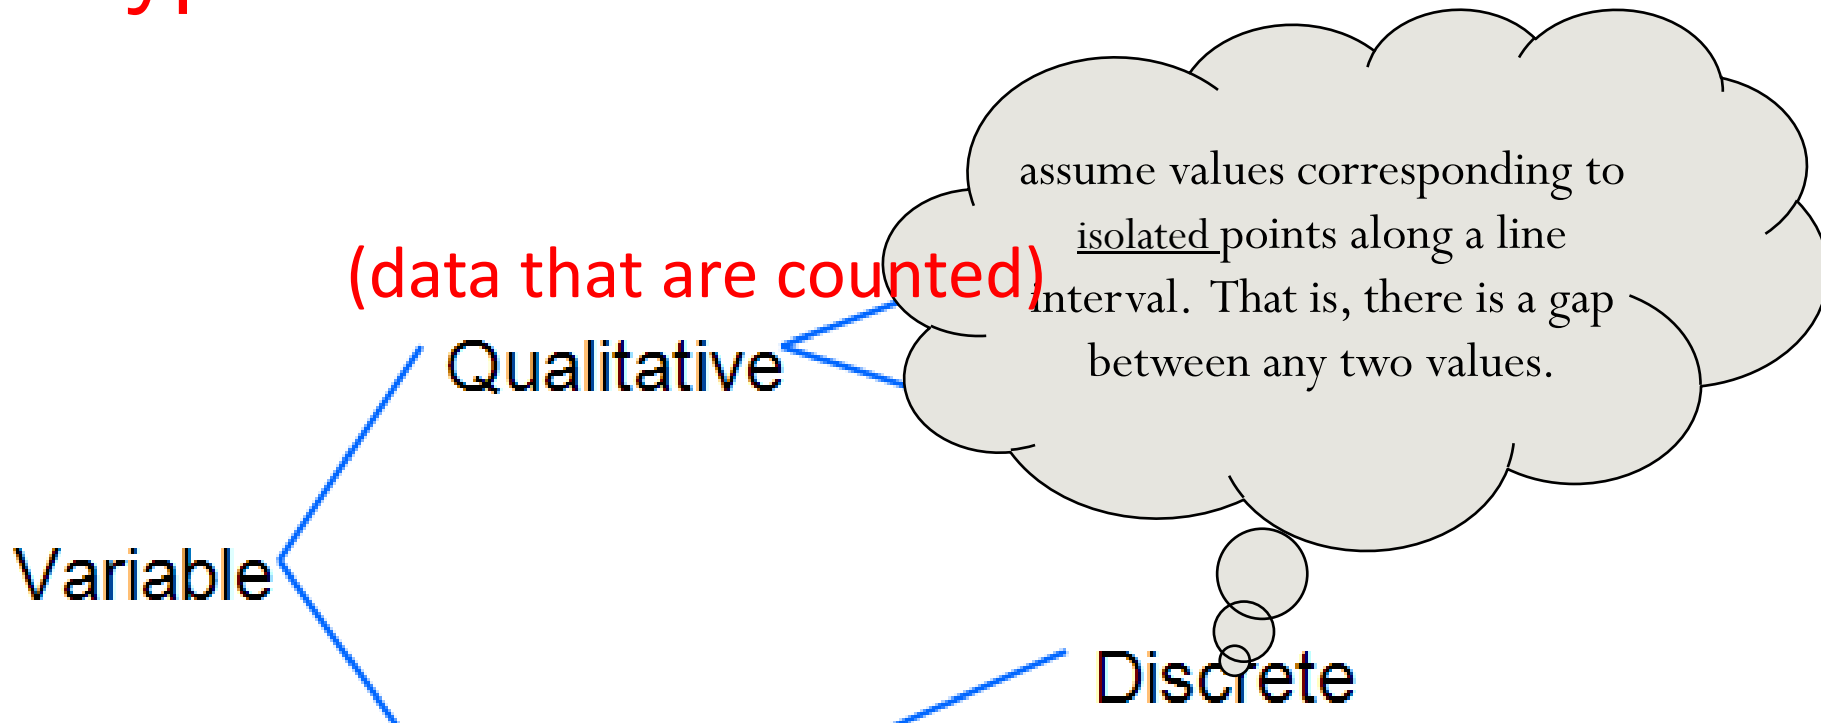 assume values corresponding to
isolated points along a line
interval. That is, there is a gap
between any two values.
(data that are counted)
Qualitative
Variable
Discrete